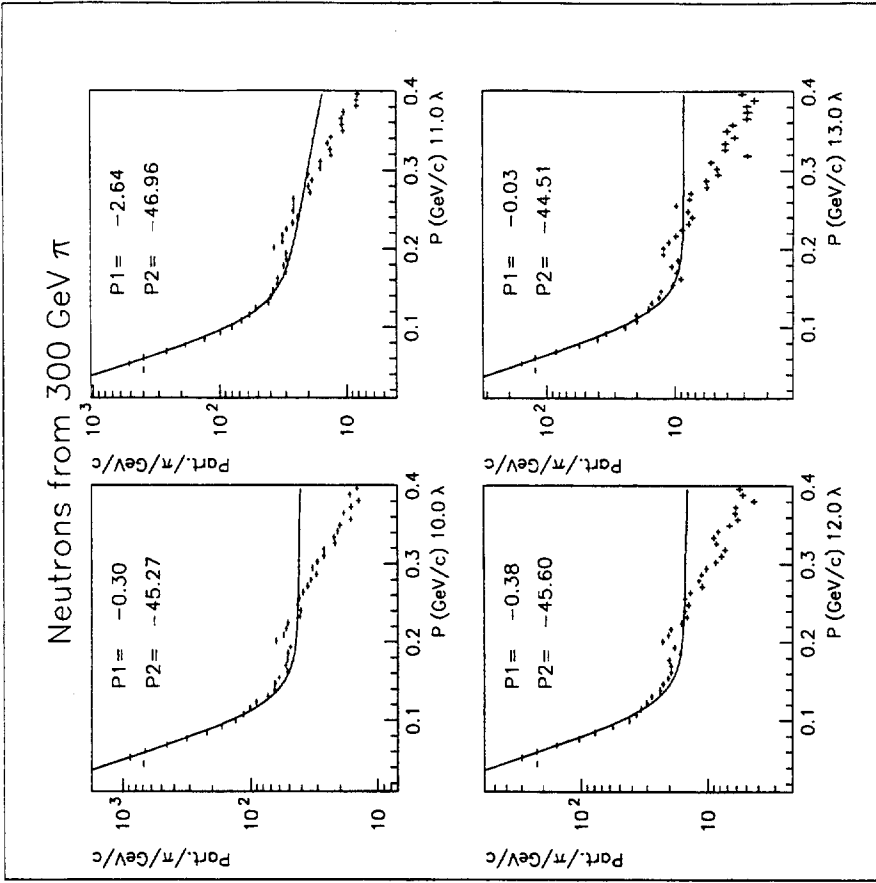 Neutrons from 300 GeV π
Part./π/GeV/c
10³
10²
10
P1= −0.30
P2= −45.27
0.1 0.2 0.3 0.4
P (GeV/c) 10.0 λ
Part./π/GeV/c
10³
10²
10
P1= −2.64
P2= −46.96
0.1 0.2 0.3 0.4
P (GeV/c) 11.0 λ
Part./π/GeV/c
10²
10
P1= −0.38
P2= −45.60
0.1 0.2 0.3 0.4
P (GeV/c) 12.0 λ
Part./π/GeV/c
10²
10
P1= −0.03
P2= −44.51
0.1 0.2 0.3 0.4
P (GeV/c) 13.0 λ